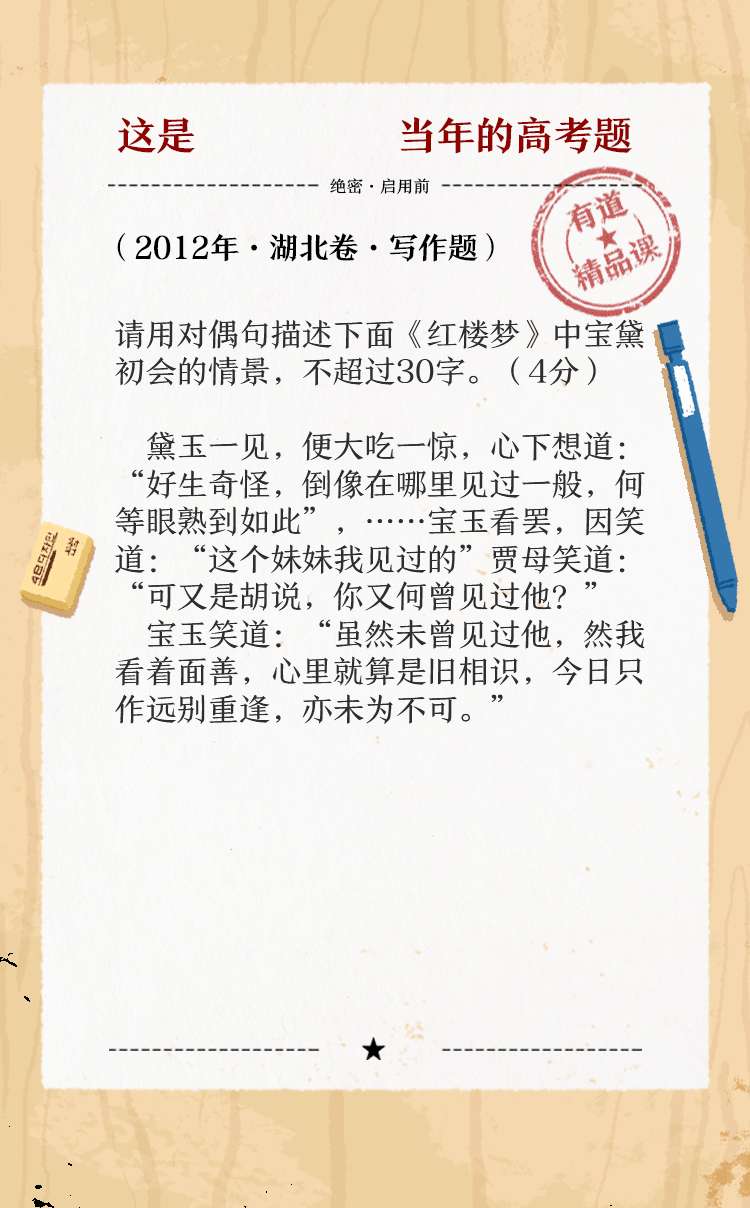 这是 当年的高考题
绝密·启用前
有道
精品课
（2012年·湖北卷·写作题）
请用对偶句描述下面《红楼梦》中宝黛
初会的情景，不超过30字。（4分）
黛玉一见，便大吃一惊，心下想道：
“好生奇怪，倒像在哪里见过一般，何
等眼熟到如此”，……宝玉看罢，因笑
道：“这个妹妹我见过的”贾母笑道：
“可又是胡说，你又何曾见过他？”
宝玉笑道：“虽然未曾见过他，然我
看着面善，心里就算是旧相识，今日只
作远别重逢，亦未为不可。”